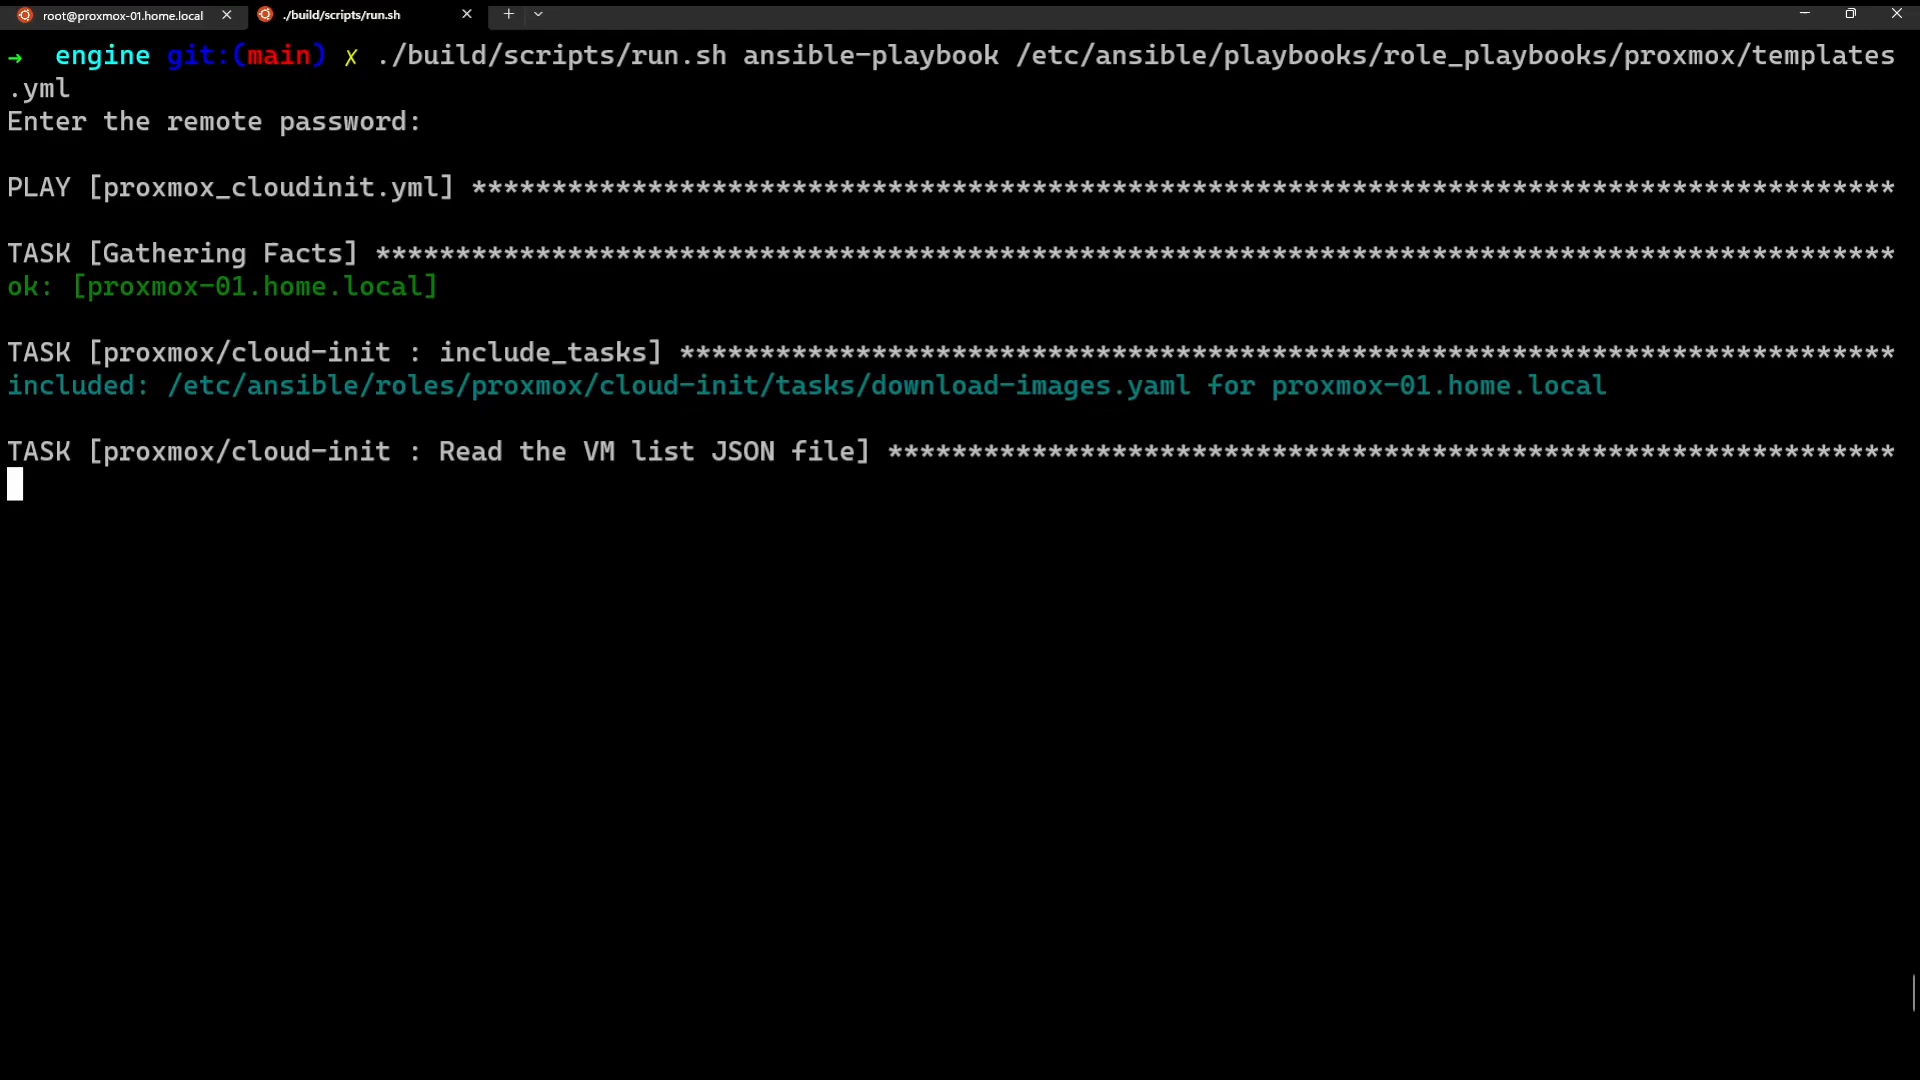 root@proxmox-01.home.local
./build/scripts/run.sh
→ engine git:(main) ✗ ./build/scripts/run.sh ansible-playbook /etc/ansible/playbooks/role_playbooks/proxmox/templates
.yml
Enter the remote password:
PLAY [proxmox_cloudinit.yml] *****************************************************************************************
TASK [Gathering Facts] ***********************************************************************************************
ok: [proxmox-01.home.local]
TASK [proxmox/cloud-init : include_tasks] ****************************************************************************
included: /etc/ansible/roles/proxmox/cloud-init/tasks/download-images.yaml for proxmox-01.home.local
TASK [proxmox/cloud-init : Read the VM list JSON file] ***************************************************************